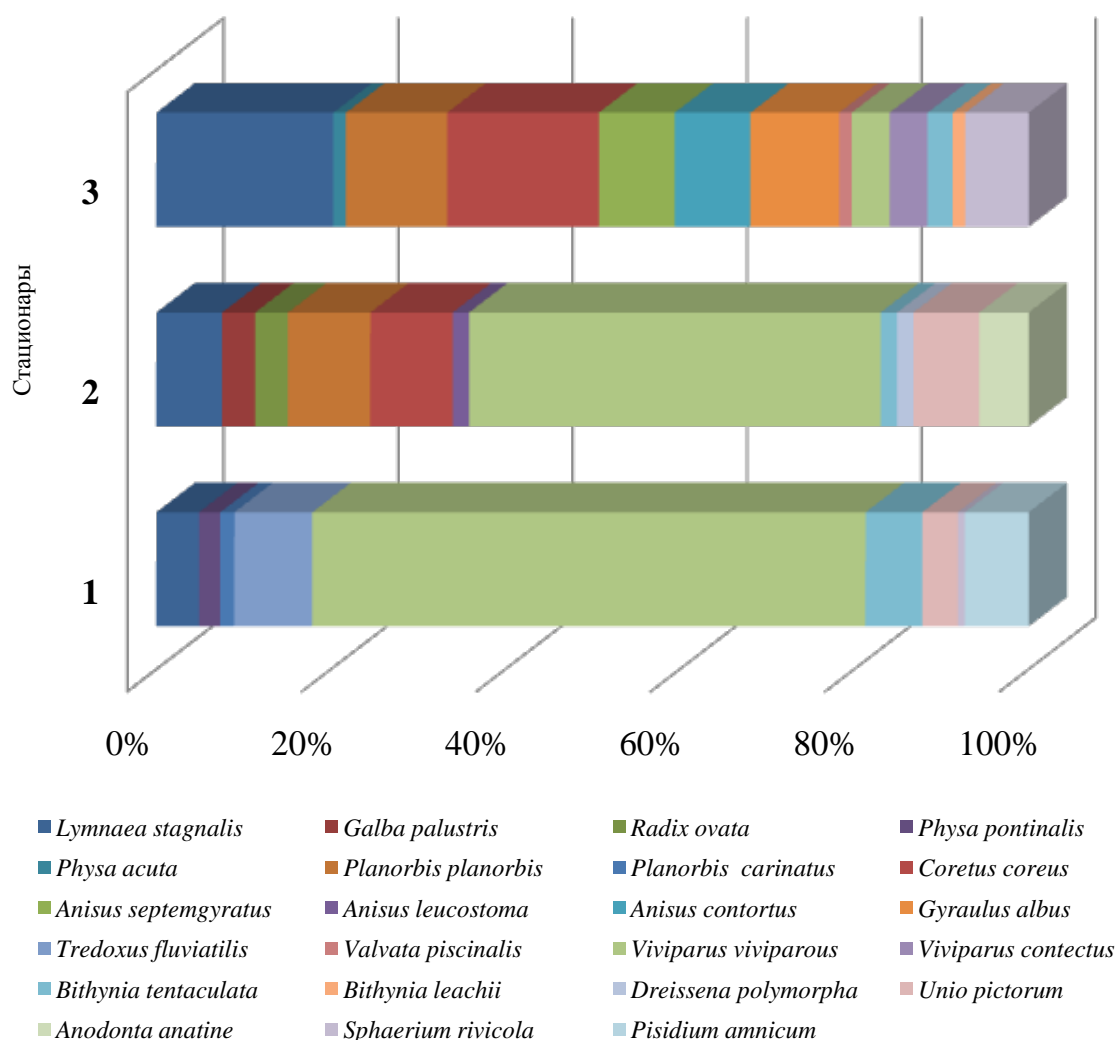 Стационары
3
2
1
0% 20% 40% 60% 80% 100%
Lymnaea stagnalis Galba palustris Radix ovata Physa pontinalis
Physa acuta Planorbis planorbis Planorbis carinatus Coretus coreus
Anisus septemgyratus Anisus leucostoma Anisus contortus Gyraulus albus
Tredoxus fluviatilis Valvata piscinalis Viviparus viviparous Viviparus contectus
Bithynia tentaculata Bithynia leachii Dreissena polymorpha Unio pictorum
Anodonta anatine Sphaerium rivicola Pisidium amnicum